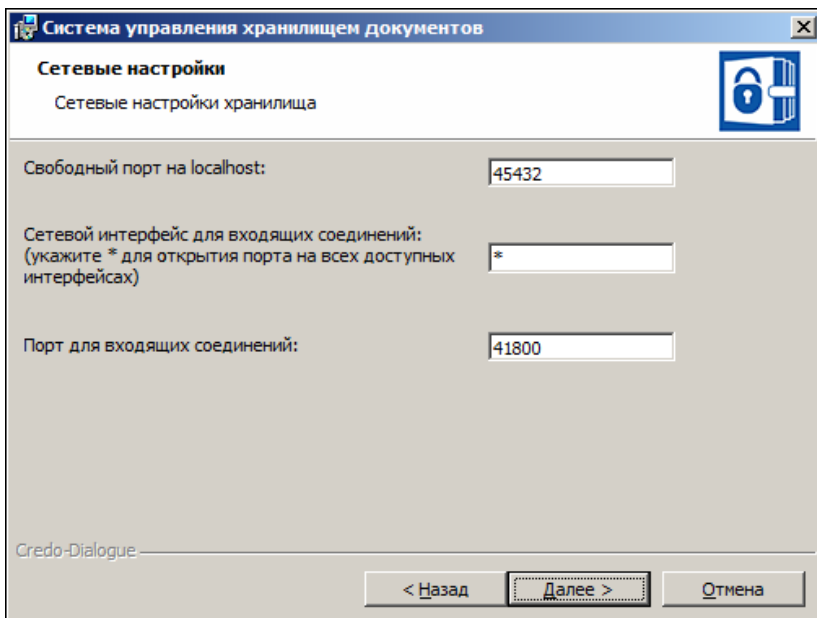 Система управления хранилищем документов
Сетевые настройки
Сетевые настройки хранилища
Свободный порт на localhost:
45432
Сетевой интерфейс для входящих соединений:
(укажите * для открытия порта на всех доступных
интерфейсах)
*
Порт для входящих соединений:
41800
Credo-Dialogue
< Назад
Далее >
Отмена